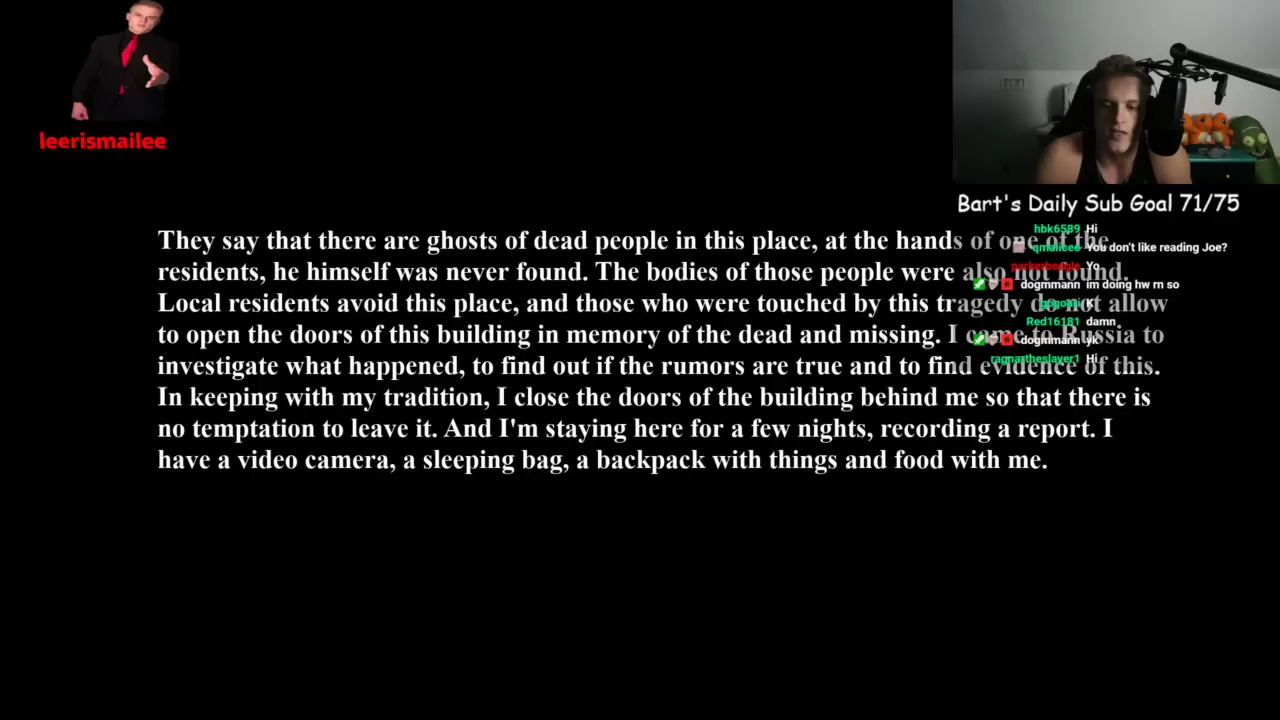 leerismailee
Bart's Daily Sub Goal 71/75
hbk6589 Hi
qmalicee You don't like reading Joe?
parkerbeagle Yo
dogmmann im doing hw rn so
Red16181 damn
dogmmann yk
ragnartheslayer1 Hi
They say that there are ghosts of dead people in this place, at the hands of one of the
residents, he himself was never found. The bodies of those people were also not found.
Local residents avoid this place, and those who were touched by this tragedy do not allow
to open the doors of this building in memory of the dead and missing. I came to Russia to
investigate what happened, to find out if the rumors are true and to find evidence of this.
In keeping with my tradition, I close the doors of the building behind me so that there is
no temptation to leave it. And I'm staying here for a few nights, recording a report. I
have a video camera, a sleeping bag, a backpack with things and food with me.